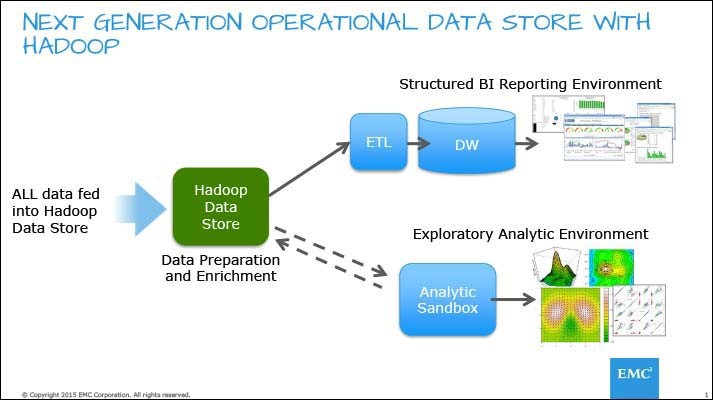 NEXT GENERATION OPERATIONAL DATA STORE WITH
HADOOP
Structured BI Reporting Environment
ETL
DW
ALL data fed
into Hadoop
Data Store
Hadoop
Data
Store
Data Preparation
and Enrichment
Exploratory Analytic Environment
Analytic
Sandbox
EMC²
© Copyright 2015 EMC Corporation. All rights reserved.
1